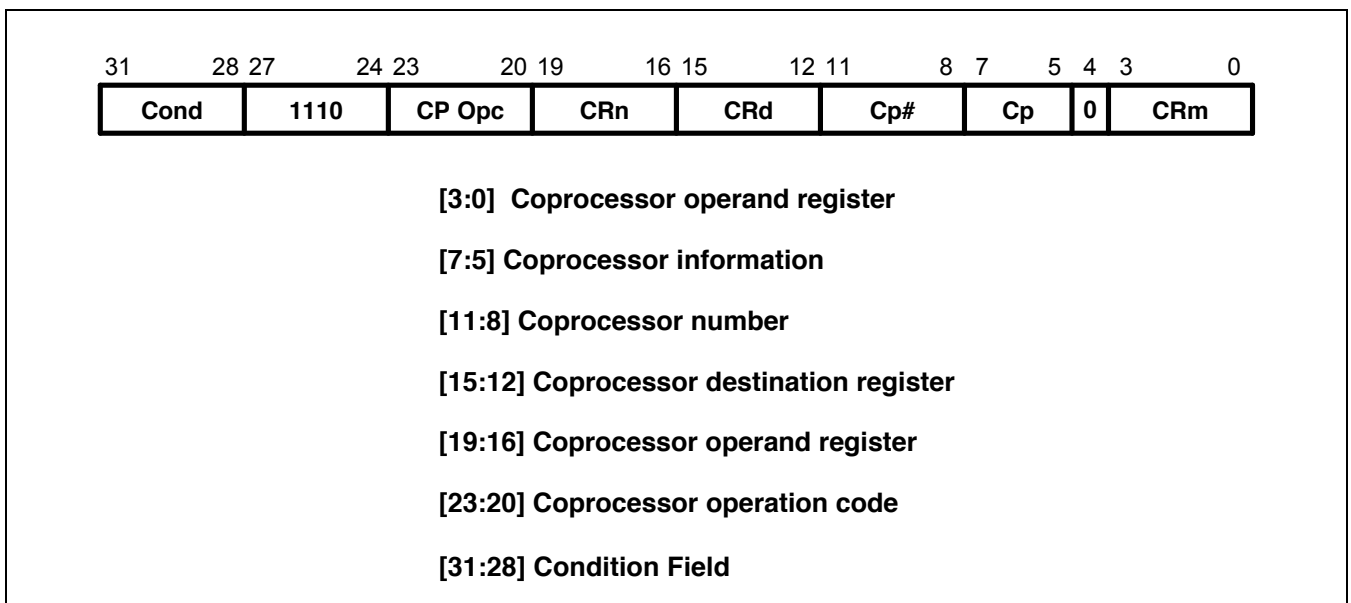 31 28 27 24 23 20 19 16 15 12 11 8 7 5 4 3 0
Cond 1110 CP Opc CRn CRd Cp# Cp 0 CRm
[3:0] Coprocessor operand register
[7:5] Coprocessor information
[11:8] Coprocessor number
[15:12] Coprocessor destination register
[19:16] Coprocessor operand register
[23:20] Coprocessor operation code
[31:28] Condition Field